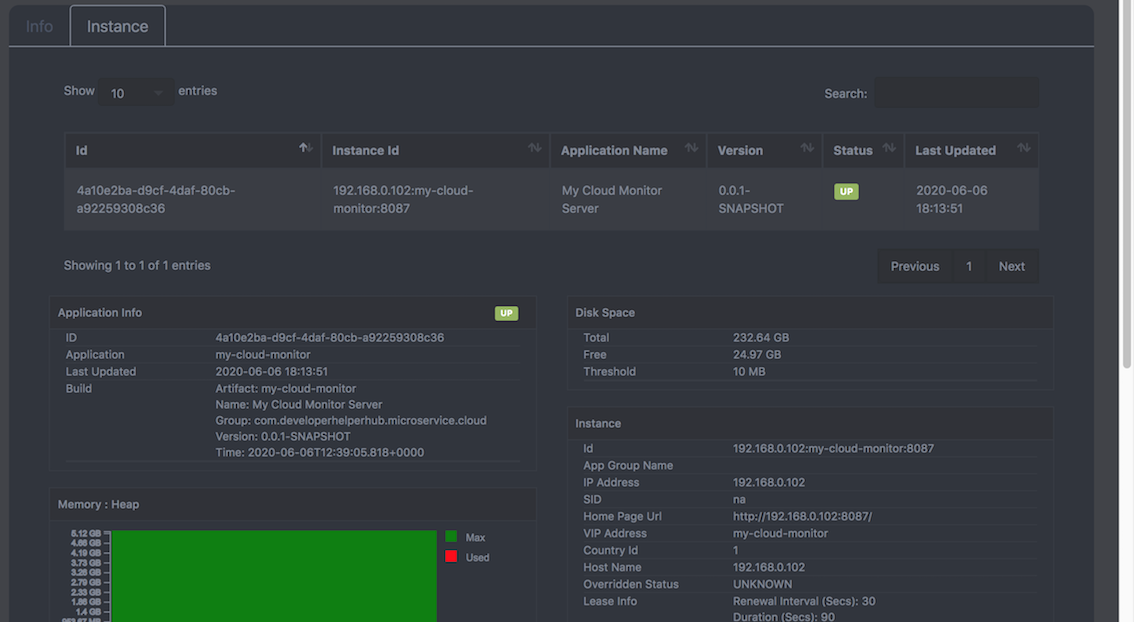 Info
Instance
Show 10 entries
Search:
Id
Instance Id
Application Name
Version
Status
Last Updated
4a10e2ba-d9cf-4daf-80cb-
a92259308c36
192.168.0.102:my-cloud-
monitor:8087
My Cloud Monitor
Server
0.0.1-
SNAPSHOT
UP
2020-06-06
18:13:51
Showing 1 to 1 of 1 entries
Previous 1 Next
Application Info UP
ID 4a10e2ba-d9cf-4daf-80cb-a92259308c36
Application my-cloud-monitor
Last Updated 2020-06-06 18:13:51
Build Artifact: my-cloud-monitor
Name: My Cloud Monitor Server
Group: com.developerhelperhub.microservice.cloud
Version: 0.0.1-SNAPSHOT
Time: 2020-06-06T12:39:05.818+0000
Memory : Heap
5.12 GB
4.66 GB
4.19 GB
3.73 GB
3.26 GB
2.79 GB
2.33 GB
1.86 GB
1.4 GB
Max
Used
Disk Space
Total 232.64 GB
Free 24.97 GB
Threshold 10 MB
Instance
Id 192.168.0.102:my-cloud-monitor:8087
App Group Name
IP Address 192.168.0.102
SID na
Home Page Url http://192.168.0.102:8087/
VIP Address my-cloud-monitor
Country Id 1
Host Name 192.168.0.102
Overridden Status UNKNOWN
Lease Info Renewal Interval (Secs): 30
Duration (Secs): 90